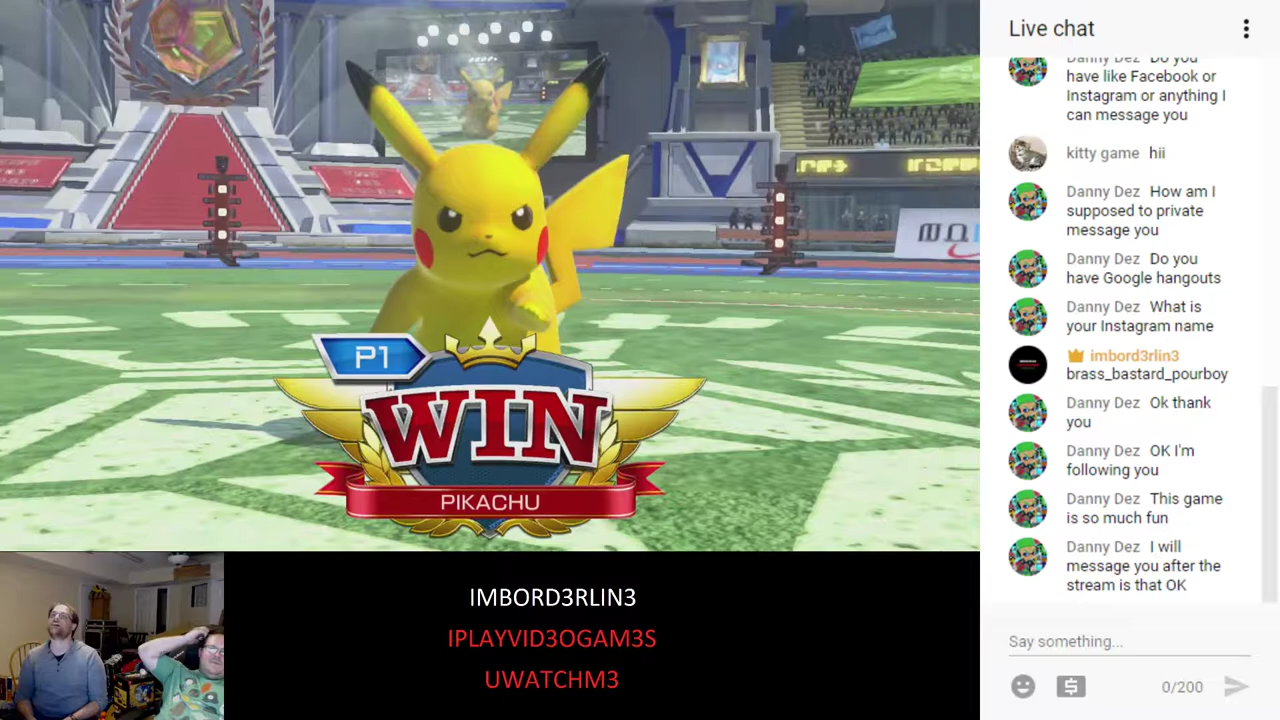 P1
WIN
PIKACHU
IMBORD3RLIN3
IPLAYVID3OGAM3S
UWATCHM3
Live chat
Danny Dez Do you
have like Facebook or
Instagram or anything I
can message you
kitty game hii
Danny Dez How am I
supposed to private
message you
Danny Dez Do you
have Google hangouts
Danny Dez What is
your Instagram name
imbord3rlin3
brass_bastard_pourboy
Danny Dez Ok thank
you
Danny Dez OK I'm
following you
Danny Dez This game
is so much fun
Danny Dez I will
message you after the
stream is that OK
Say something...
0/200